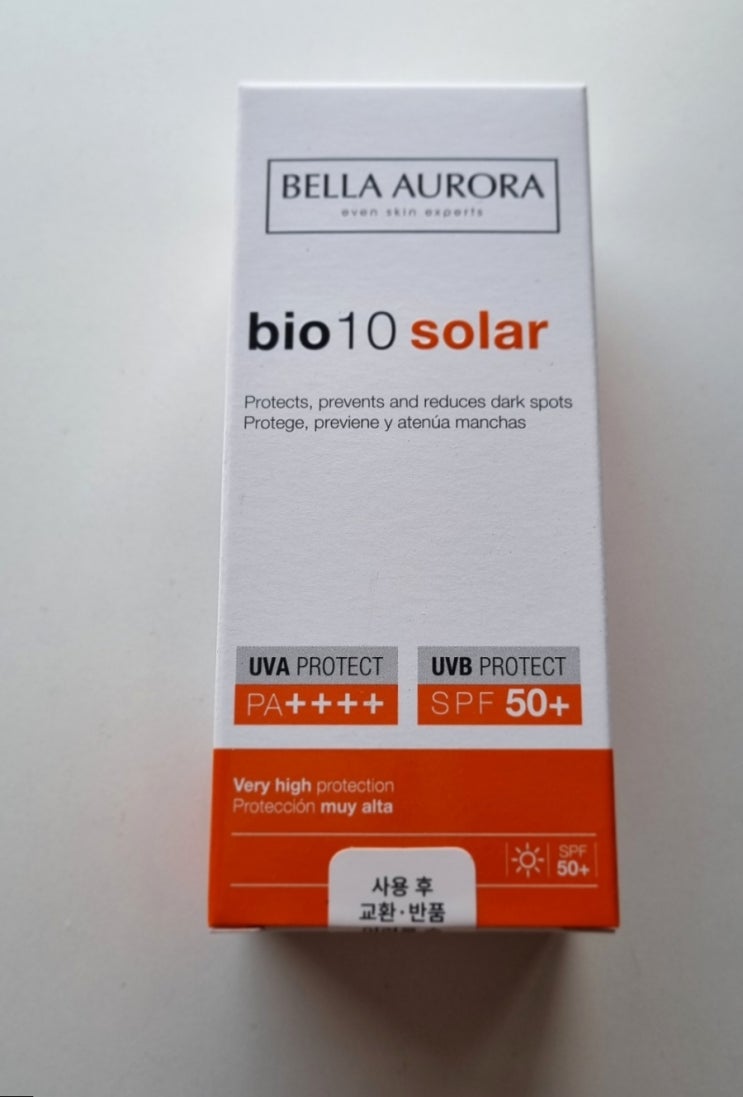 BELLA AURORA
even skin experts
bio10 solar
Protects, prevents and reduces dark spots
Protege, previene y atenúa manchas
UVA PROTECT
PA++++
UVB PROTECT
SPF 50+
Very high protection
Protección muy alta
SPF
50+
사용 후
교환·반품